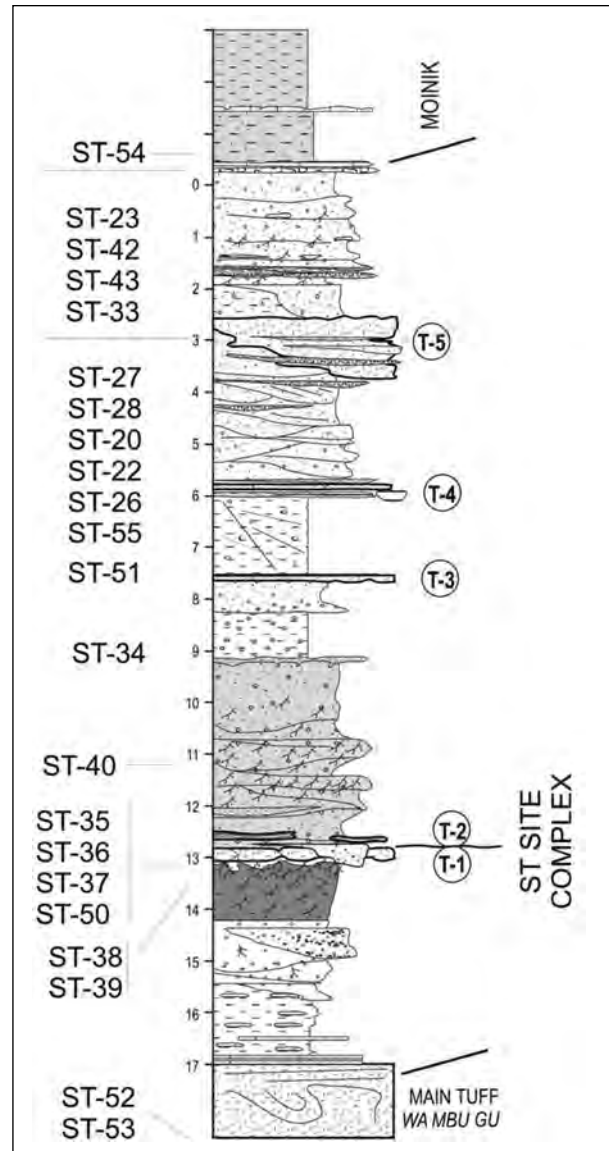 MOINIK
ST-54
0
ST-23
1
ST-42
ST-43
2
ST-33
3
T-5
ST-27
4
ST-28
ST-20
5
ST-22
6
T-4
ST-26
ST-55
7
ST-51
T-3
8
ST-34
9
10
ST-40
11
ST-35
12
T-2
ST-36
13
T-1
ST-37
ST-50
14
ST SITE
COMPLEX
ST-38
15
ST-39
16
17
ST-52
ST-53
MAIN TUFF
WA MBU GU